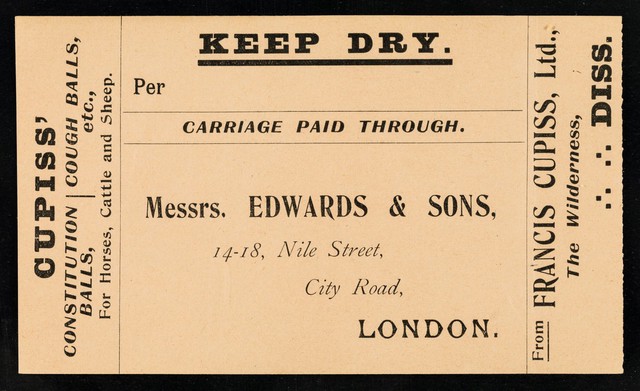 CUPISS'
CONSTITUTION | COUGH BALLS,
BALLS, | etc.,
For Horses, Cattle and Sheep.
KEEP DRY.
Per
CARRIAGE PAID THROUGH.
Messrs. EDWARDS & SONS,
14-18, Nile Street,
City Road,
LONDON.
From FRANCIS CUPISS, Ltd.,
The Wilderness,
∴ ∴ DISS.